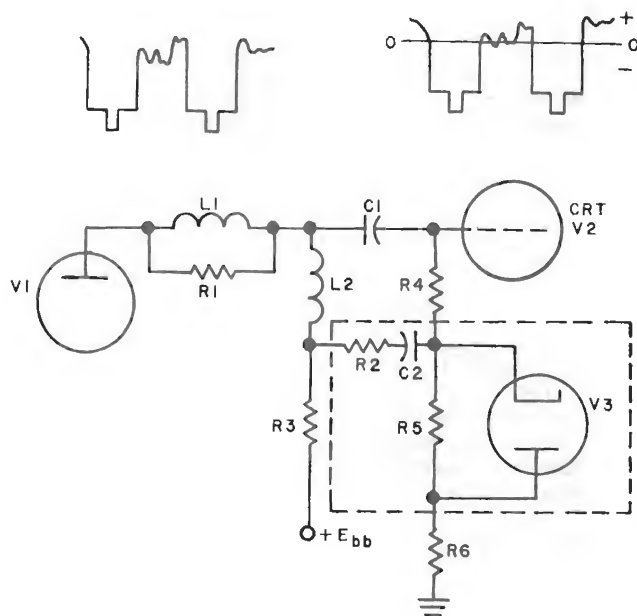 0 + 0
−
L1 C1 CRT
V2
V1 R1 L2 R4
R2 C2 V3
R3 R5
+ Ebb R6